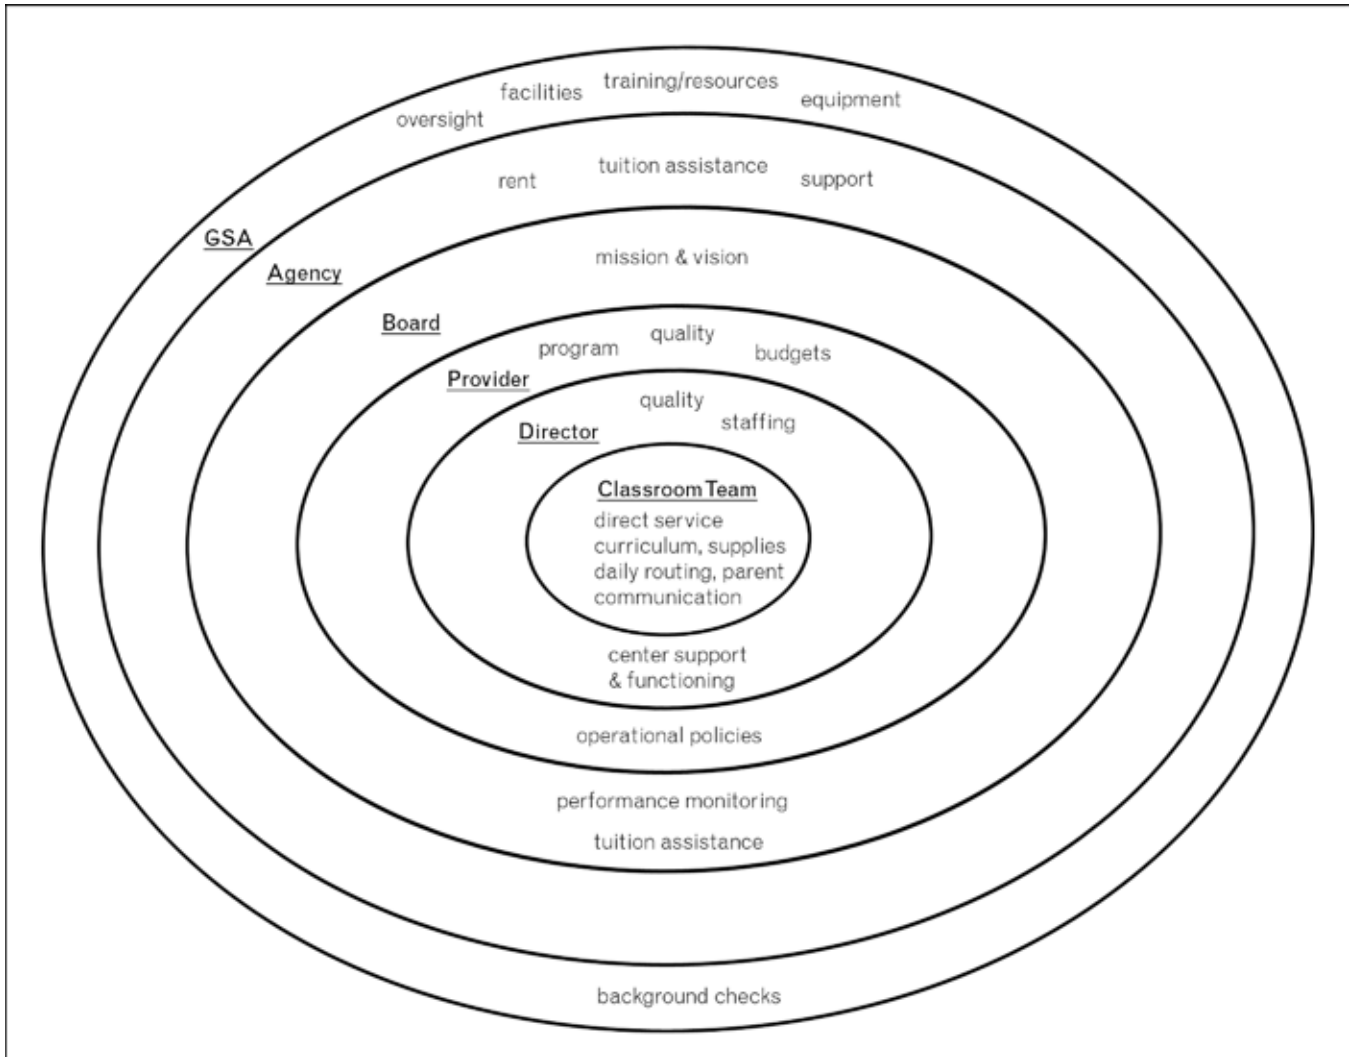 training/resources
facilities
equipment
oversight
tuition assistance
rent
support
GSA
mission & vision
Agency
Board
quality
program
budgets
Provider
quality
staffing
Director
Classroom Team
direct service
curriculum, supplies
daily routing, parent
communication
center support
& functioning
operational policies
performance monitoring
tuition assistance
background checks